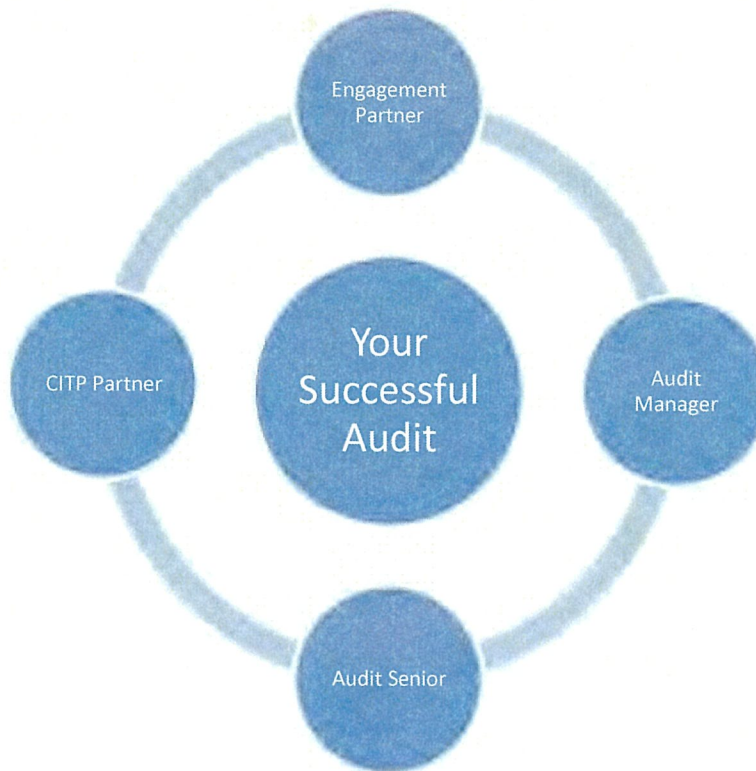 Engagement
Partner
CITP Partner
Your
Successful
Audit
Audit
Manager
Audit Senior